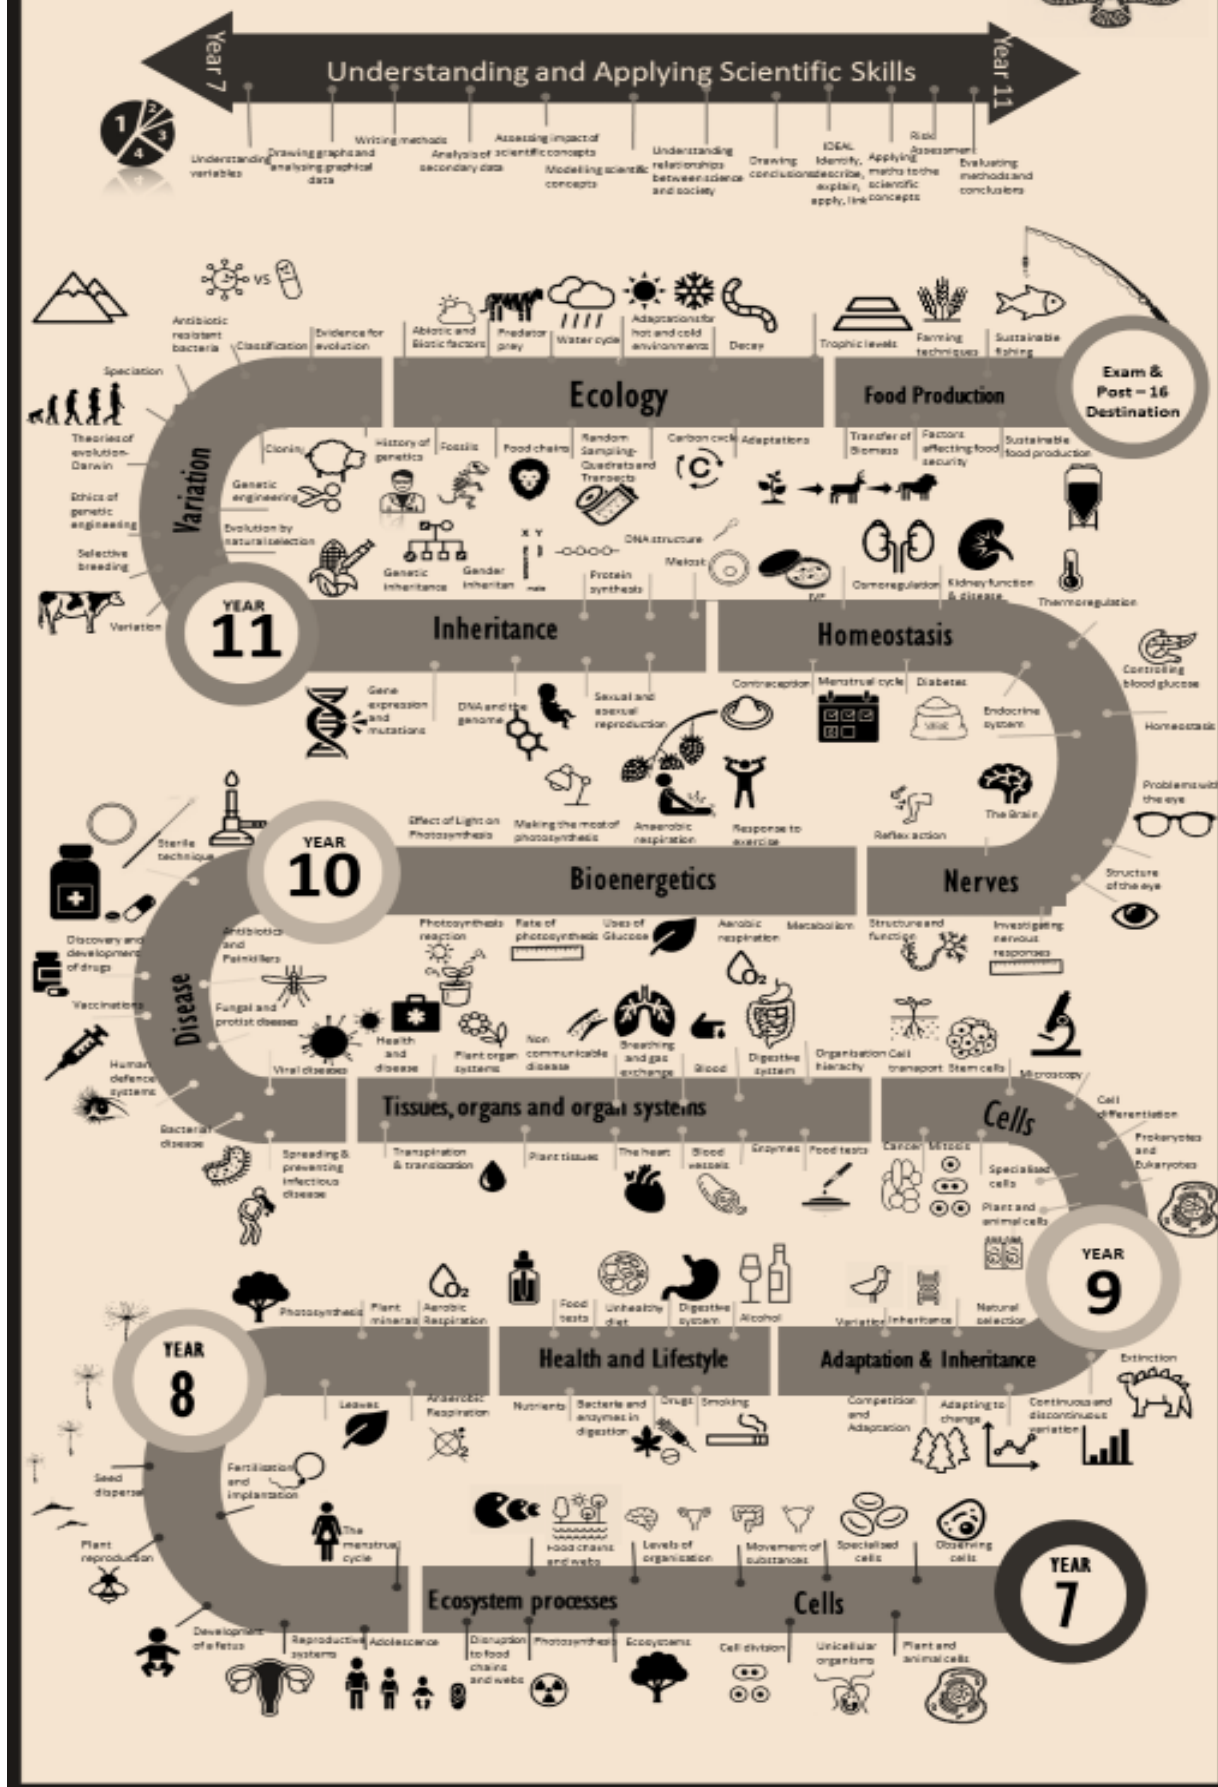 Year 7
Understanding and Applying Scientific Skills
Year 11
1
2
3
4
Understanding
variables
Drawing graphs and
analysing graphical
data
Writing methods
Analysis of
secondary data
Assessing impact of
scientific concepts
Modelling scientific
concepts
Understanding
relationships
between science
and society
Drawing
conclusions
IDEAL
Identify,
describe,
explain,
apply, link
Applying
maths to the
scientific
concepts
Risk
Assessment
Evaluating
methods and
conclusions
VS
Antibiotic
resistant
bacteria
Classification
Evidence for
evolution
Abiotic and
Biotic factors
Predator
prey
Water cycle
Adaptations for
hot and cold
environments
Decay
Trophic levels
Farming
techniques
Sustainable
fishing
Speciation
Ecology
Food Production
Exam &
Post – 16
Destination
Theories of
evolution-
Darwin
Cloning
History of
genetics
Fossils
Food chains
Random
Sampling-
Quadrats and
Transects
Carbon cycle
C
Adaptations
Transfer of
Biomass
Factors
affecting food
security
Sustainable
food production
Variation
Ethics of
genetic
engineering
Genetic
engineering
Evolution by
natural selection
Selective
breeding
Variation
Genetic
inheritance
Gender
inheritan
X Y
male
DNA structure
Protein
synthesis
Meiosis
IVF
Osmoregulation
Kidney function
& disease
Thermoregulation
YEAR
11
Inheritance
Homeostasis
Controlling
blood glucose
Gene
expression
and
mutations
DNA and the
genome
Sexual and
asexual
reproduction
Contraception
Menstrual cycle
Diabetes
Endocrine
system
Homeostasis
Problems with
the eye
The Brain
Reflex action
Effect of Light on
Photosynthesis
Making the most of
photosynthesis
Anaerobic
respiration
Response to
exercise
Sterile
technique
YEAR
10
Bioenergetics
Nerves
Structure
of the eye
Antibiotics
and
Painkillers
Photosynthesis
reaction
Rate of
photosynthesis
Uses of
Glucose
Aerobic
respiration
Metabolism
Structure and
function
Investigating
nervous
responses
Discovery and
development
of drugs
O2
Disease
Vaccinations
Fungal and
protist diseases
Viral diseases
Health
and
disease
Plant organ
systems
Non
communicable
disease
Breathing
and gas
exchange
Blood
Digestive
system
Organisation
hierachy
Cell
transport
Stem cells
Microscopy
Human
defence
systems
Tissues, organs and organ systems
Cells
Cell
differentiation
Bacterial
disease
Spreading &
preventing
infectious
disease
Transpiration
& translocation
Plant tissues
The heart
Blood
vessels
Enzymes
Food tests
Cancer
Mitosis
Specialised
cells
Plant and
animal cells
Prokaryotes
and
Eukaryotes
YEAR
9
O2
Photosynthesis
Plant
minerals
Aerobic
Respiration
Food
tests
Unhealthy
diet
Digestive
system
Alcohol
Variation
Inheritance
Natural
selection
YEAR
8
Health and Lifestyle
Adaptation & Inheritance
Extinction
Leaves
Anaerobic
Respiration
Nutrients
Bacteria and
enzymes in
digestion
Drugs
Smoking
Competition
and
Adaptation
Adapting to
change
Continuous and
discontinuous
variation
Seed
dispersal
Fertilisation
and
implantation
The
menstrual
cycle
Food chains
and webs
Levels of
organisation
Movement of
substances
Specialised
cells
Observing
cells
Plant
reproduction
Ecosystem processes
Cells
YEAR
7
Development
of a fetus
Reproductive
systems
Adolescence
Disruption
to food
chains
and webs
Photosynthesis
Ecosystems
Cell division
Unicellular
organisms
Plant and
animal cells